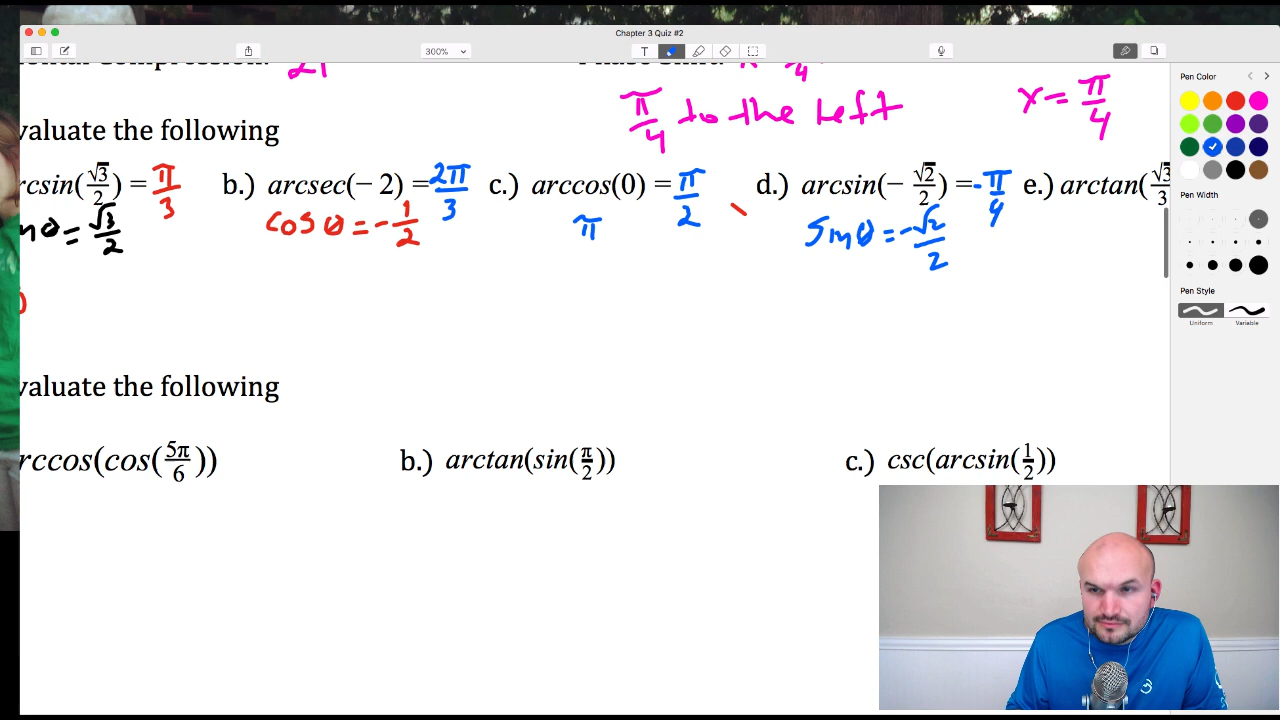 Chapter 3 Quiz #2
300%
T
π/4 to the left
x = π/4
valuate the following
rcsin(√3/2) = π/3 b.) arcsec(− 2) = 2π/3 c.) arccos(0) = π/2 d.) arcsin(− √2/2) = -π/4 e.) arctan(√3/3
nθ = √3/2 cos θ = -1/2 π sin θ = -√2/2
valuate the following
rccos(cos(5π/6)) b.) arctan(sin(π/2)) c.) csc(arcsin(1/2))
Pen Color
Pen Width
Pen Style
Uniform Variable